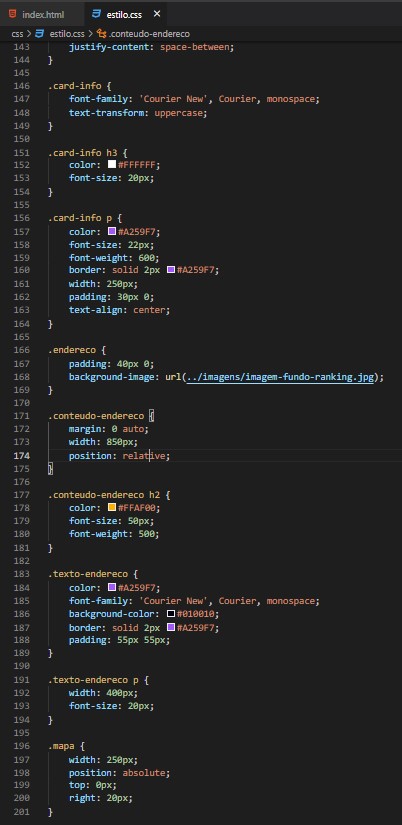 index.html
estilo.css ×
css > estilo.css > .conteudo-endereco
143 justify-content: space-between;
144 }
145
146 .card-info {
147 font-family: 'Courier New', Courier, monospace;
148 text-transform: uppercase;
149 }
150
151 .card-info h3 {
152 color: #FFFFFF;
153 font-size: 20px;
154 }
155
156 .card-info p {
157 color: #A259F7;
158 font-size: 22px;
159 font-weight: 600;
160 border: solid 2px #A259F7;
161 width: 250px;
162 padding: 30px 0;
163 text-align: center;
164 }
165
166 .endereco {
167 padding: 40px 0;
168 background-image: url(../imagens/imagem-fundo-ranking.jpg);
169 }
170
171 .conteudo-endereco {
172 margin: 0 auto;
173 width: 850px;
174 position: relative;
175 }
176
177 .conteudo-endereco h2 {
178 color: #FFAF00;
179 font-size: 50px;
180 font-weight: 500;
181 }
182
183 .texto-endereco {
184 color: #A259F7;
185 font-family: 'Courier New', Courier, monospace;
186 background-color: #010010;
187 border: solid 2px #A259F7;
188 padding: 55px 55px;
189 }
190
191 .texto-endereco p {
192 width: 400px;
193 font-size: 20px;
194 }
195
196 .mapa {
197 width: 250px;
198 position: absolute;
199 top: 0px;
200 right: 20px;
201 }